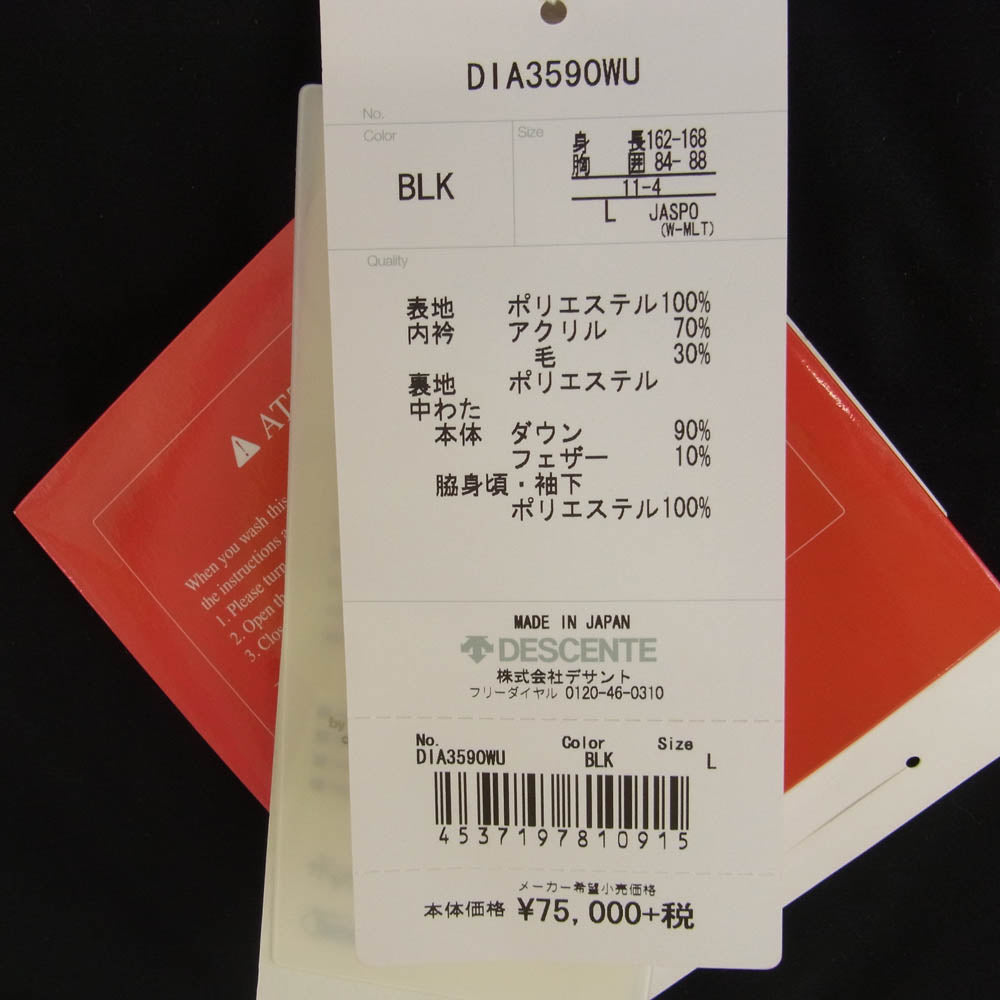 DIA3590WU
No.
Color
Size
身 長162-168
胸 囲 84- 88
BLK
11-4
L JASPO
(W-MLT)
Quality
表地 ポリエステル100%
内衿 アクリル 70%
毛 30%
裏地 ポリエステル
中わた
本体 ダウン 90%
フェザー 10%
脇身頃・袖下
ポリエステル100%
MADE IN JAPAN
DESCENTE
株式会社デサント
フリーダイヤル 0120-46-0310
No. Color Size
DIA3590WU BLK L
4537197810915
メーカー希望小売価格
本体価格 ¥75,000+税
When you wash this
the instructions
1. Please turn
2. Open
3.
by